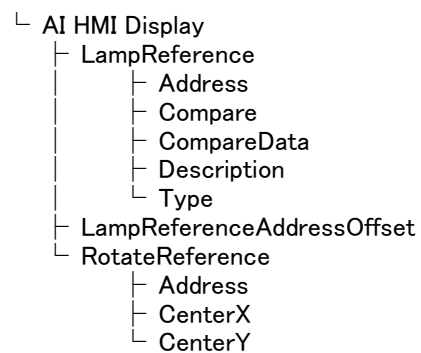 └ AI HMI Display
├ LampReference
│ ├ Address
│ ├ Compare
│ ├ CompareData
│ ├ Description
│ └ Type
├ LampReferenceAddressOffset
└ RotateReference
├ Address
├ CenterX
└ CenterY